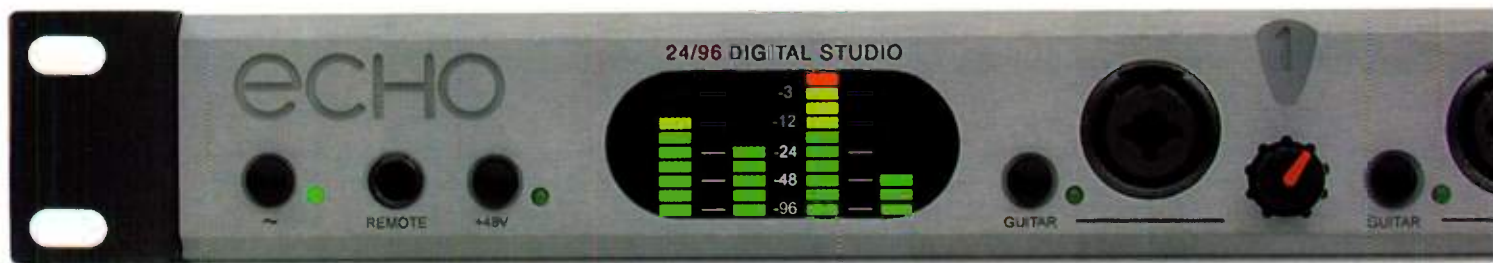 eCHO
24/96 DIGITAL STUDIO
-3
-12
-24
-48
-96
1
~
REMOTE
+48V
GUITAR
GUITAR